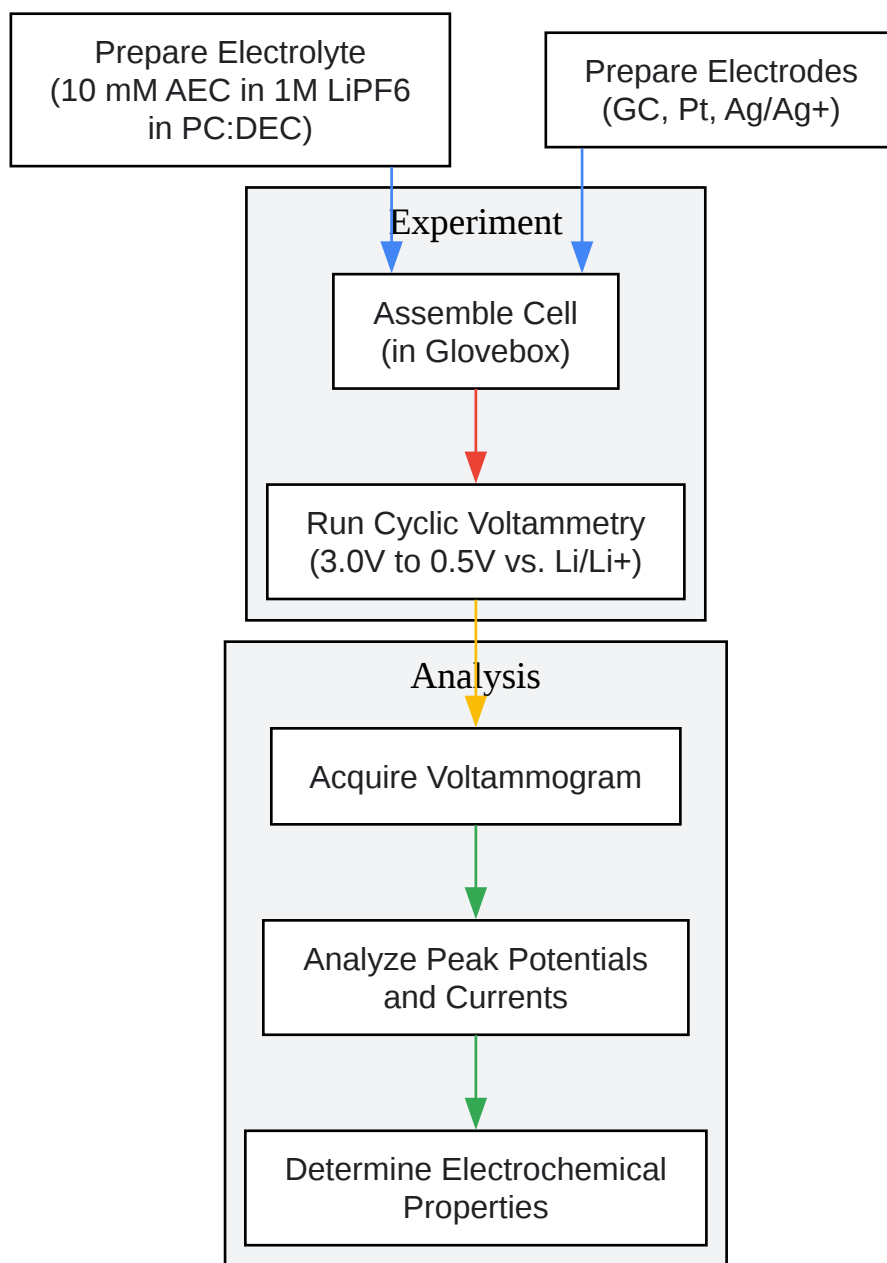 Prepare Electrolyte
(10 mM AEC in 1M LiPF6
in PC:DEC)
Prepare Electrodes
(GC, Pt, Ag/Ag+)
Experiment
Assemble Cell
(in Glovebox)
Run Cyclic Voltammetry
(3.0V to 0.5V vs. Li/Li+)
Analysis
Acquire Voltammogram
Analyze Peak Potentials
and Currents
Determine Electrochemical
Properties